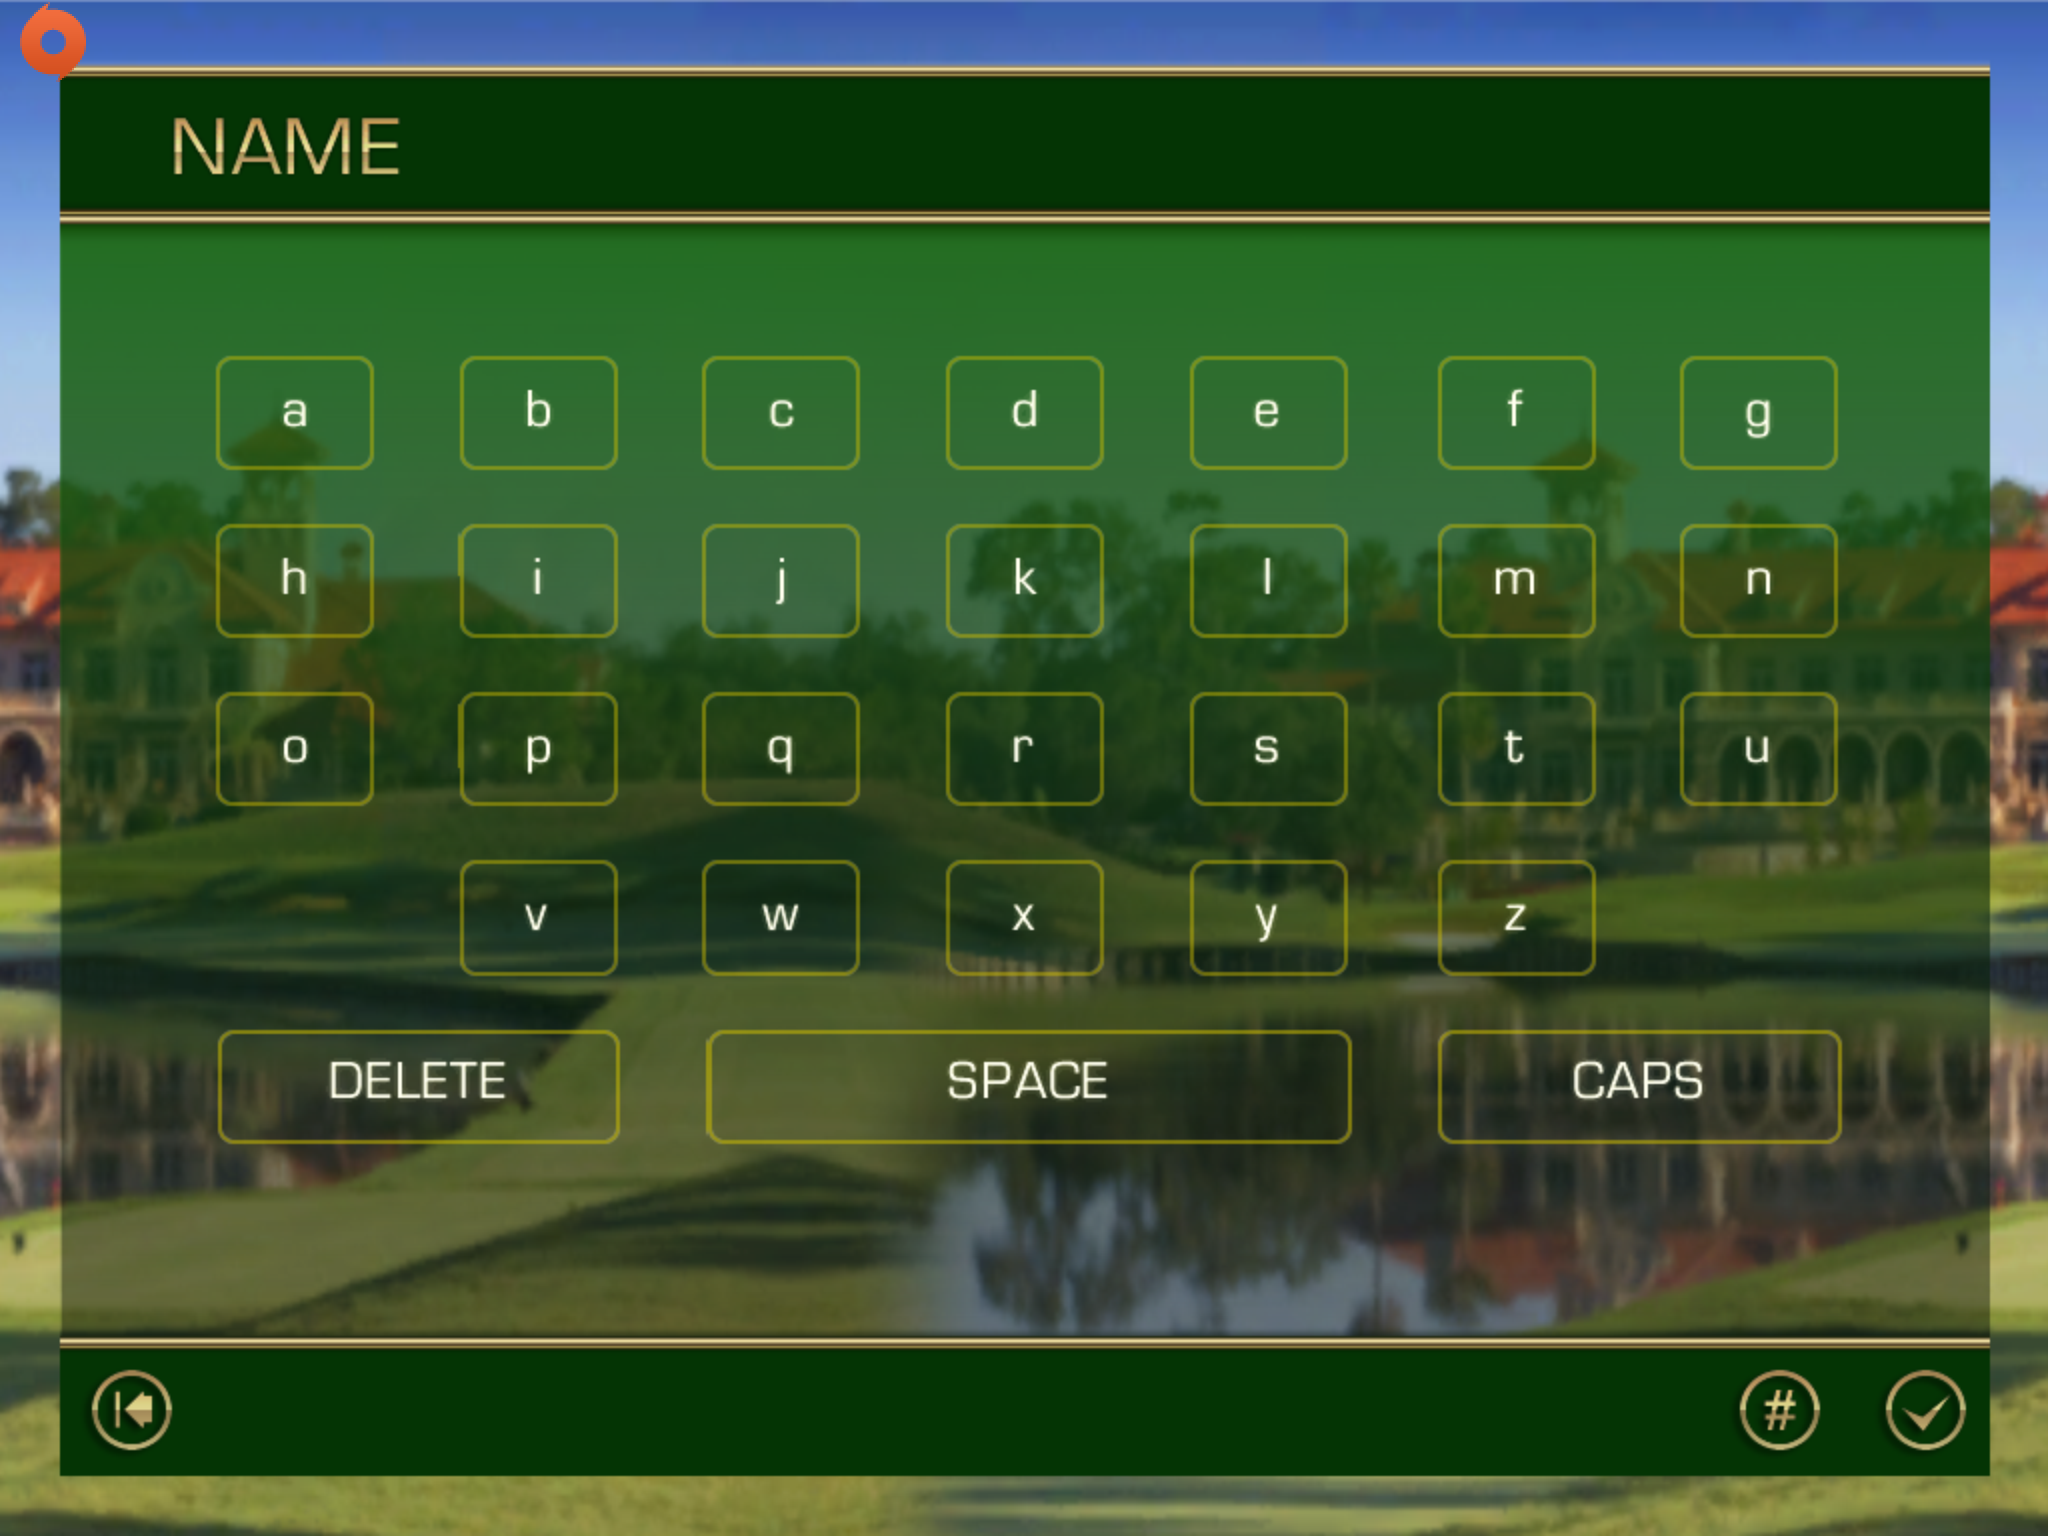 NAME
a b c d e f g
h i j k l m n
o p q r s t u
v w x y z
DELETE SPACE CAPS
#